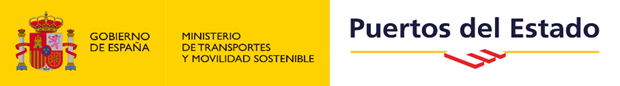 GOBIERNO
DE ESPAÑA
MINISTERIO
DE TRANSPORTES
Y MOVILIDAD SOSTENIBLE
Puertos del Estado